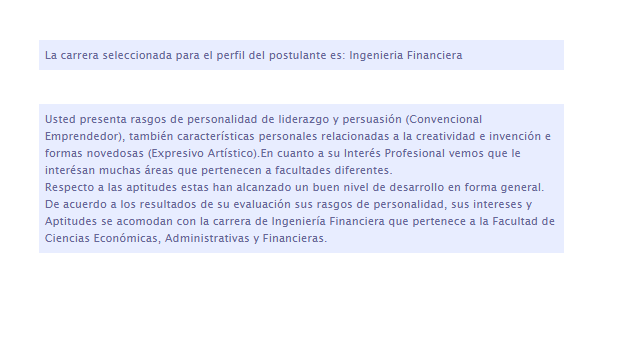 La carrera seleccionada para el perfil del postulante es: Ingenieria Financiera
Usted presenta rasgos de personalidad de liderazgo y persuasión (Convencional
Emprendedor), también características personales relacionadas a la creatividad e invención e
formas novedosas (Expresivo Artístico).En cuanto a su Interés Profesional vemos que le
interésan muchas áreas que pertenecen a facultades diferentes.
Respecto a las aptitudes estas han alcanzado un buen nivel de desarrollo en forma general.
De acuerdo a los resultados de su evaluación sus rasgos de personalidad, sus intereses y
Aptitudes se acomodan con la carrera de Ingeniería Financiera que pertenece a la Facultad de
Ciencias Económicas, Administrativas y Financieras.